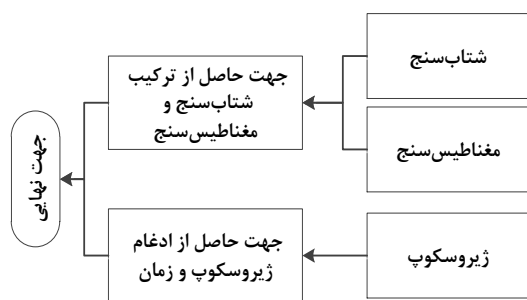 شتاب‌سنج
مغناطیس‌سنج
ژیروسکوپ
جهت حاصل از ترکیب
شتاب‌سنج و
مغناطیس‌سنج
جهت حاصل از ادغام
ژیروسکوپ و زمان
جهت نهایی